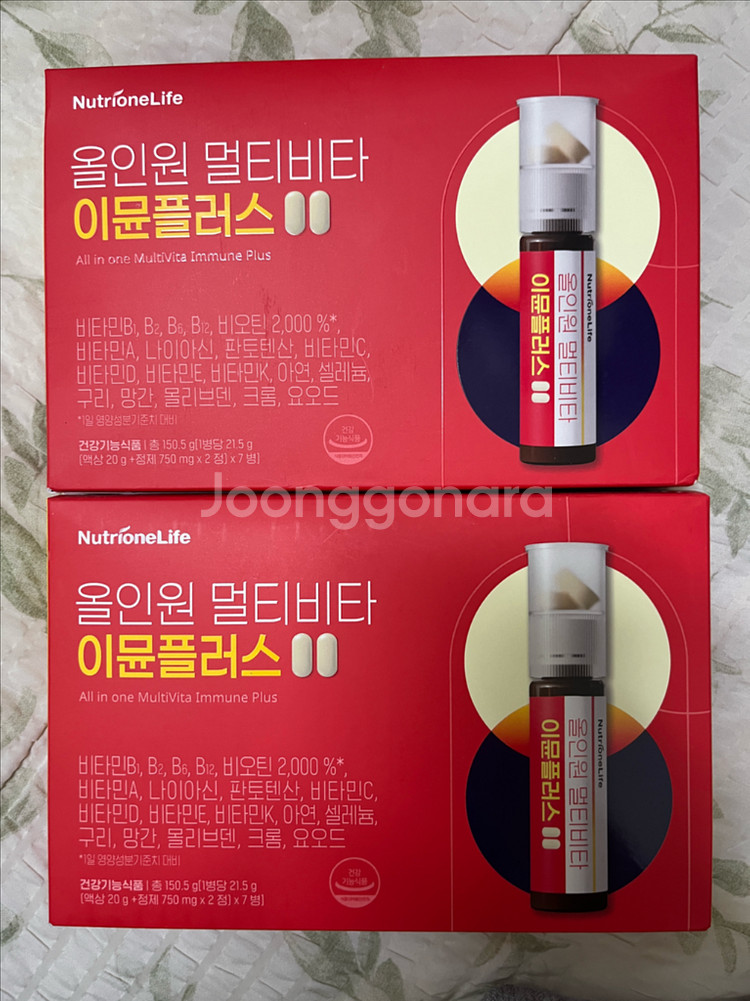 NutrioneLife
올인원 멀티비타
이뮨플러스
All in one MultiVita Immune Plus
비타민B₁, B₂, B₆, B₁₂, 비오틴 2,000 %*,
비타민A, 나이아신, 판토텐산, 비타민C,
비타민D, 비타민E, 비타민K, 아연, 셀레늄,
구리, 망간, 몰리브덴, 크롬, 요오드
*1일 영양성분기준치 대비
건강기능식품 | 총 150.5 g[1병당 21.5 g
(액상 20 g +정제 750 mg x 2 정) x 7 병]
건강
기능식품
NutrioneLife
올인원 멀티비타
이뮨플러스
Joonggonara
NutrioneLife
올인원 멀티비타
이뮨플러스
All in one MultiVita Immune Plus
비타민B₁, B₂, B₆, B₁₂, 비오틴 2,000 %*,
비타민A, 나이아신, 판토텐산, 비타민C,
비타민D, 비타민E, 비타민K, 아연, 셀레늄,
구리, 망간, 몰리브덴, 크롬, 요오드
*1일 영양성분기준치 대비
건강기능식품 | 총 150.5 g[1병당 21.5 g
(액상 20 g +정제 750 mg x 2 정) x 7 병]
건강
기능식품
NutrioneLife
올인원 멀티비타
이뮨플러스